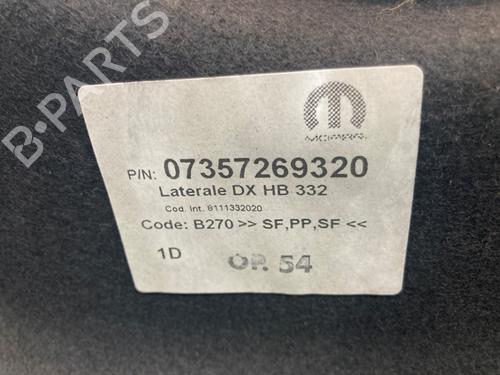 MOPAR
P/N: 07357269320
Laterale DX HB 332
Cod. Int. 8111332020
Code: B270 >> SF,PP,SF <<
1D OP. 54
B-PARTS